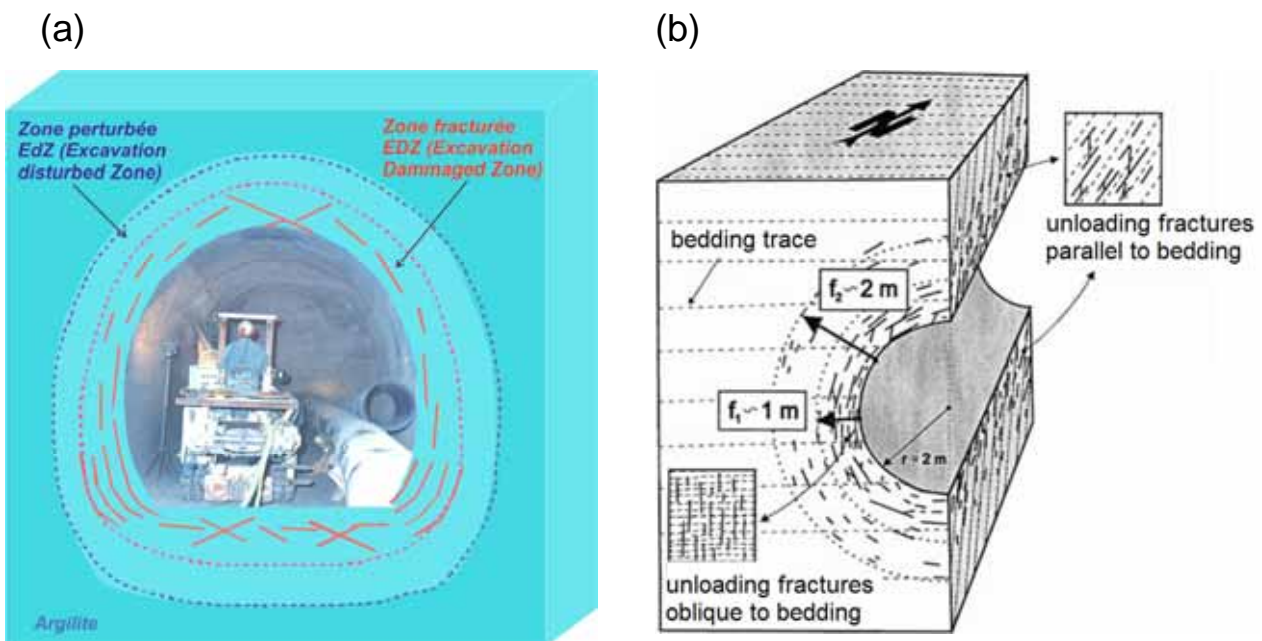 (a)
(b)
Zone perturbée
EdZ (Excavation
disturbed Zone)
Zone fracturée
EDZ (Excavation
Dammaged Zone)
Argilite
N
bedding trace
f₂~2 m
f₁~1 m
r = 2 m
unloading fractures
parallel to bedding
unloading fractures
oblique to bedding